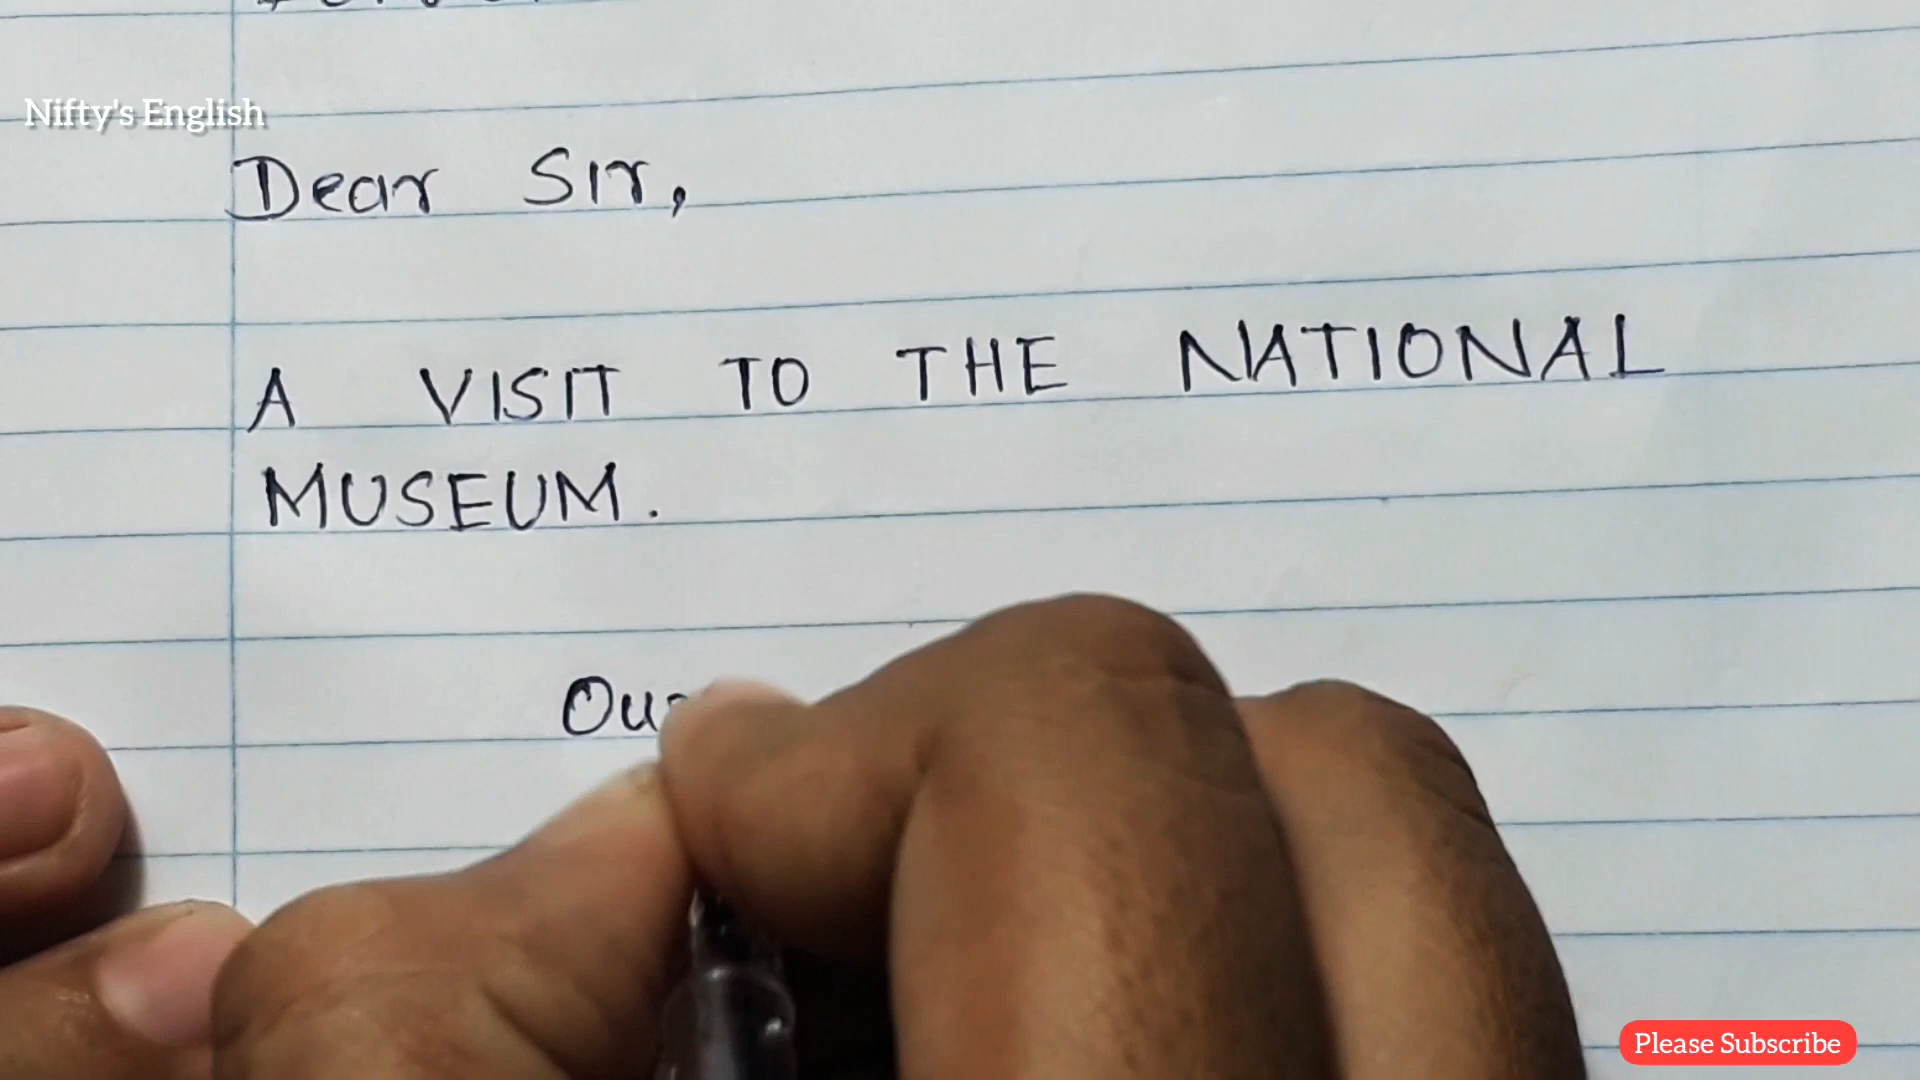 Nifty's English
Dear Sir,
A VISIT TO THE NATIONAL
MUSEUM.
Please Subscribe